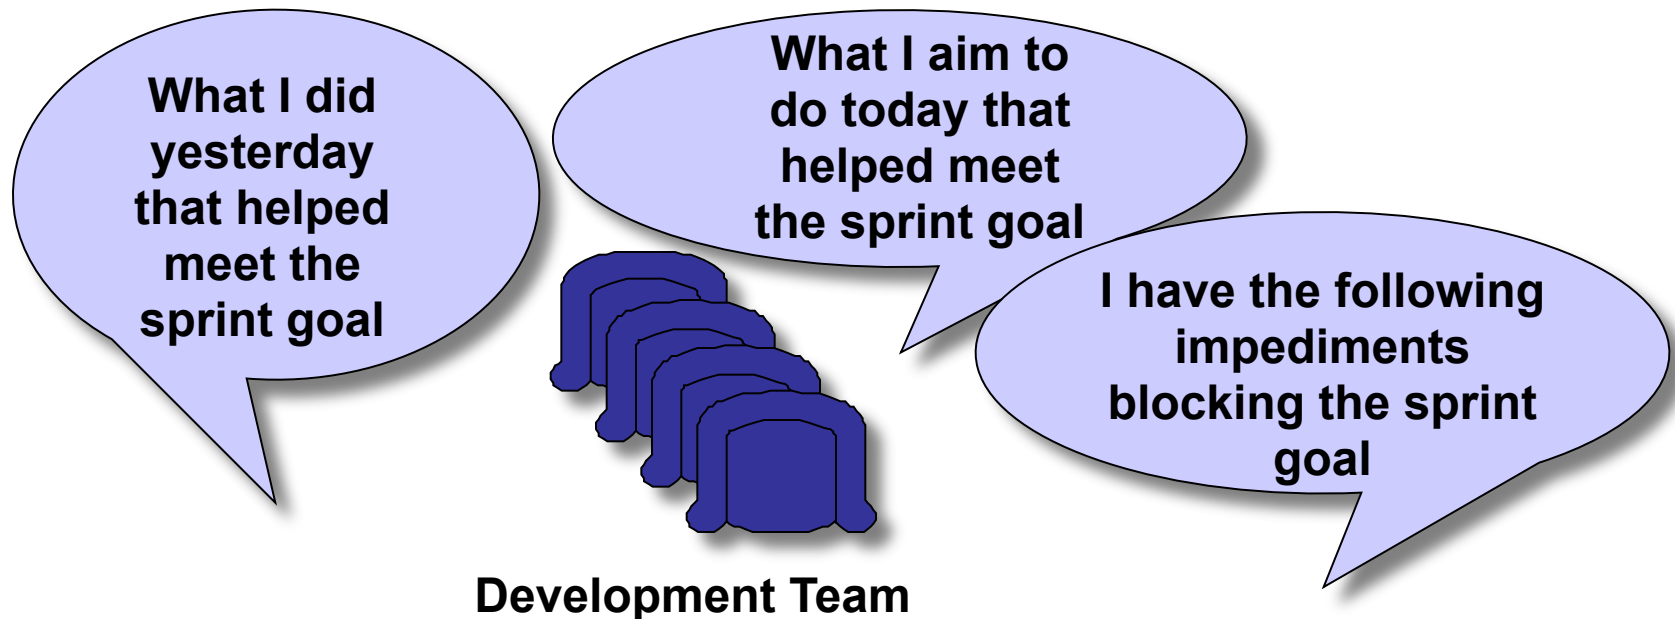 What I did
yesterday
that helped
meet the
sprint goal
What I aim to
do today that
helped meet
the sprint goal
I have the following
impediments
blocking the sprint
goal
Development Team